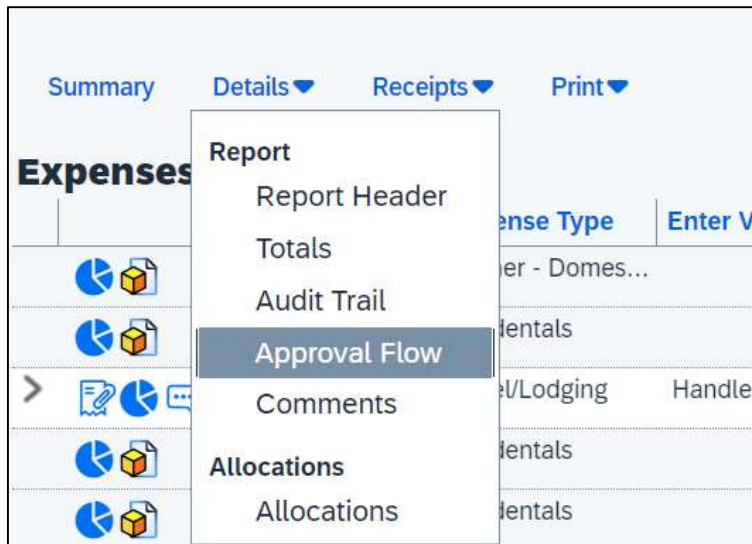 Summary Details Receipts Print
Report
Expenses
Report Header
ense Type Enter V
Totals
er - Domes...
Audit Trail
dentals
Approval Flow
el/Lodging Handle
Comments
dentals
Allocations
Allocations
dentals